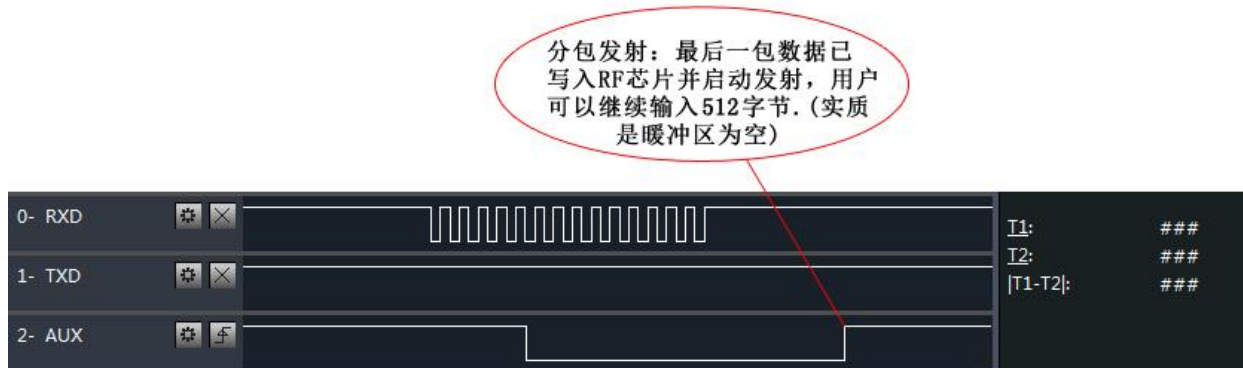 分包发射：最后一包数据已
写入RF芯片并启动发射，用户
可以继续输入512字节.(实质
是暖冲区为空)
0- RXD
1- TXD
2- AUX
T1: ###
T2: ###
|T1-T2|: ###